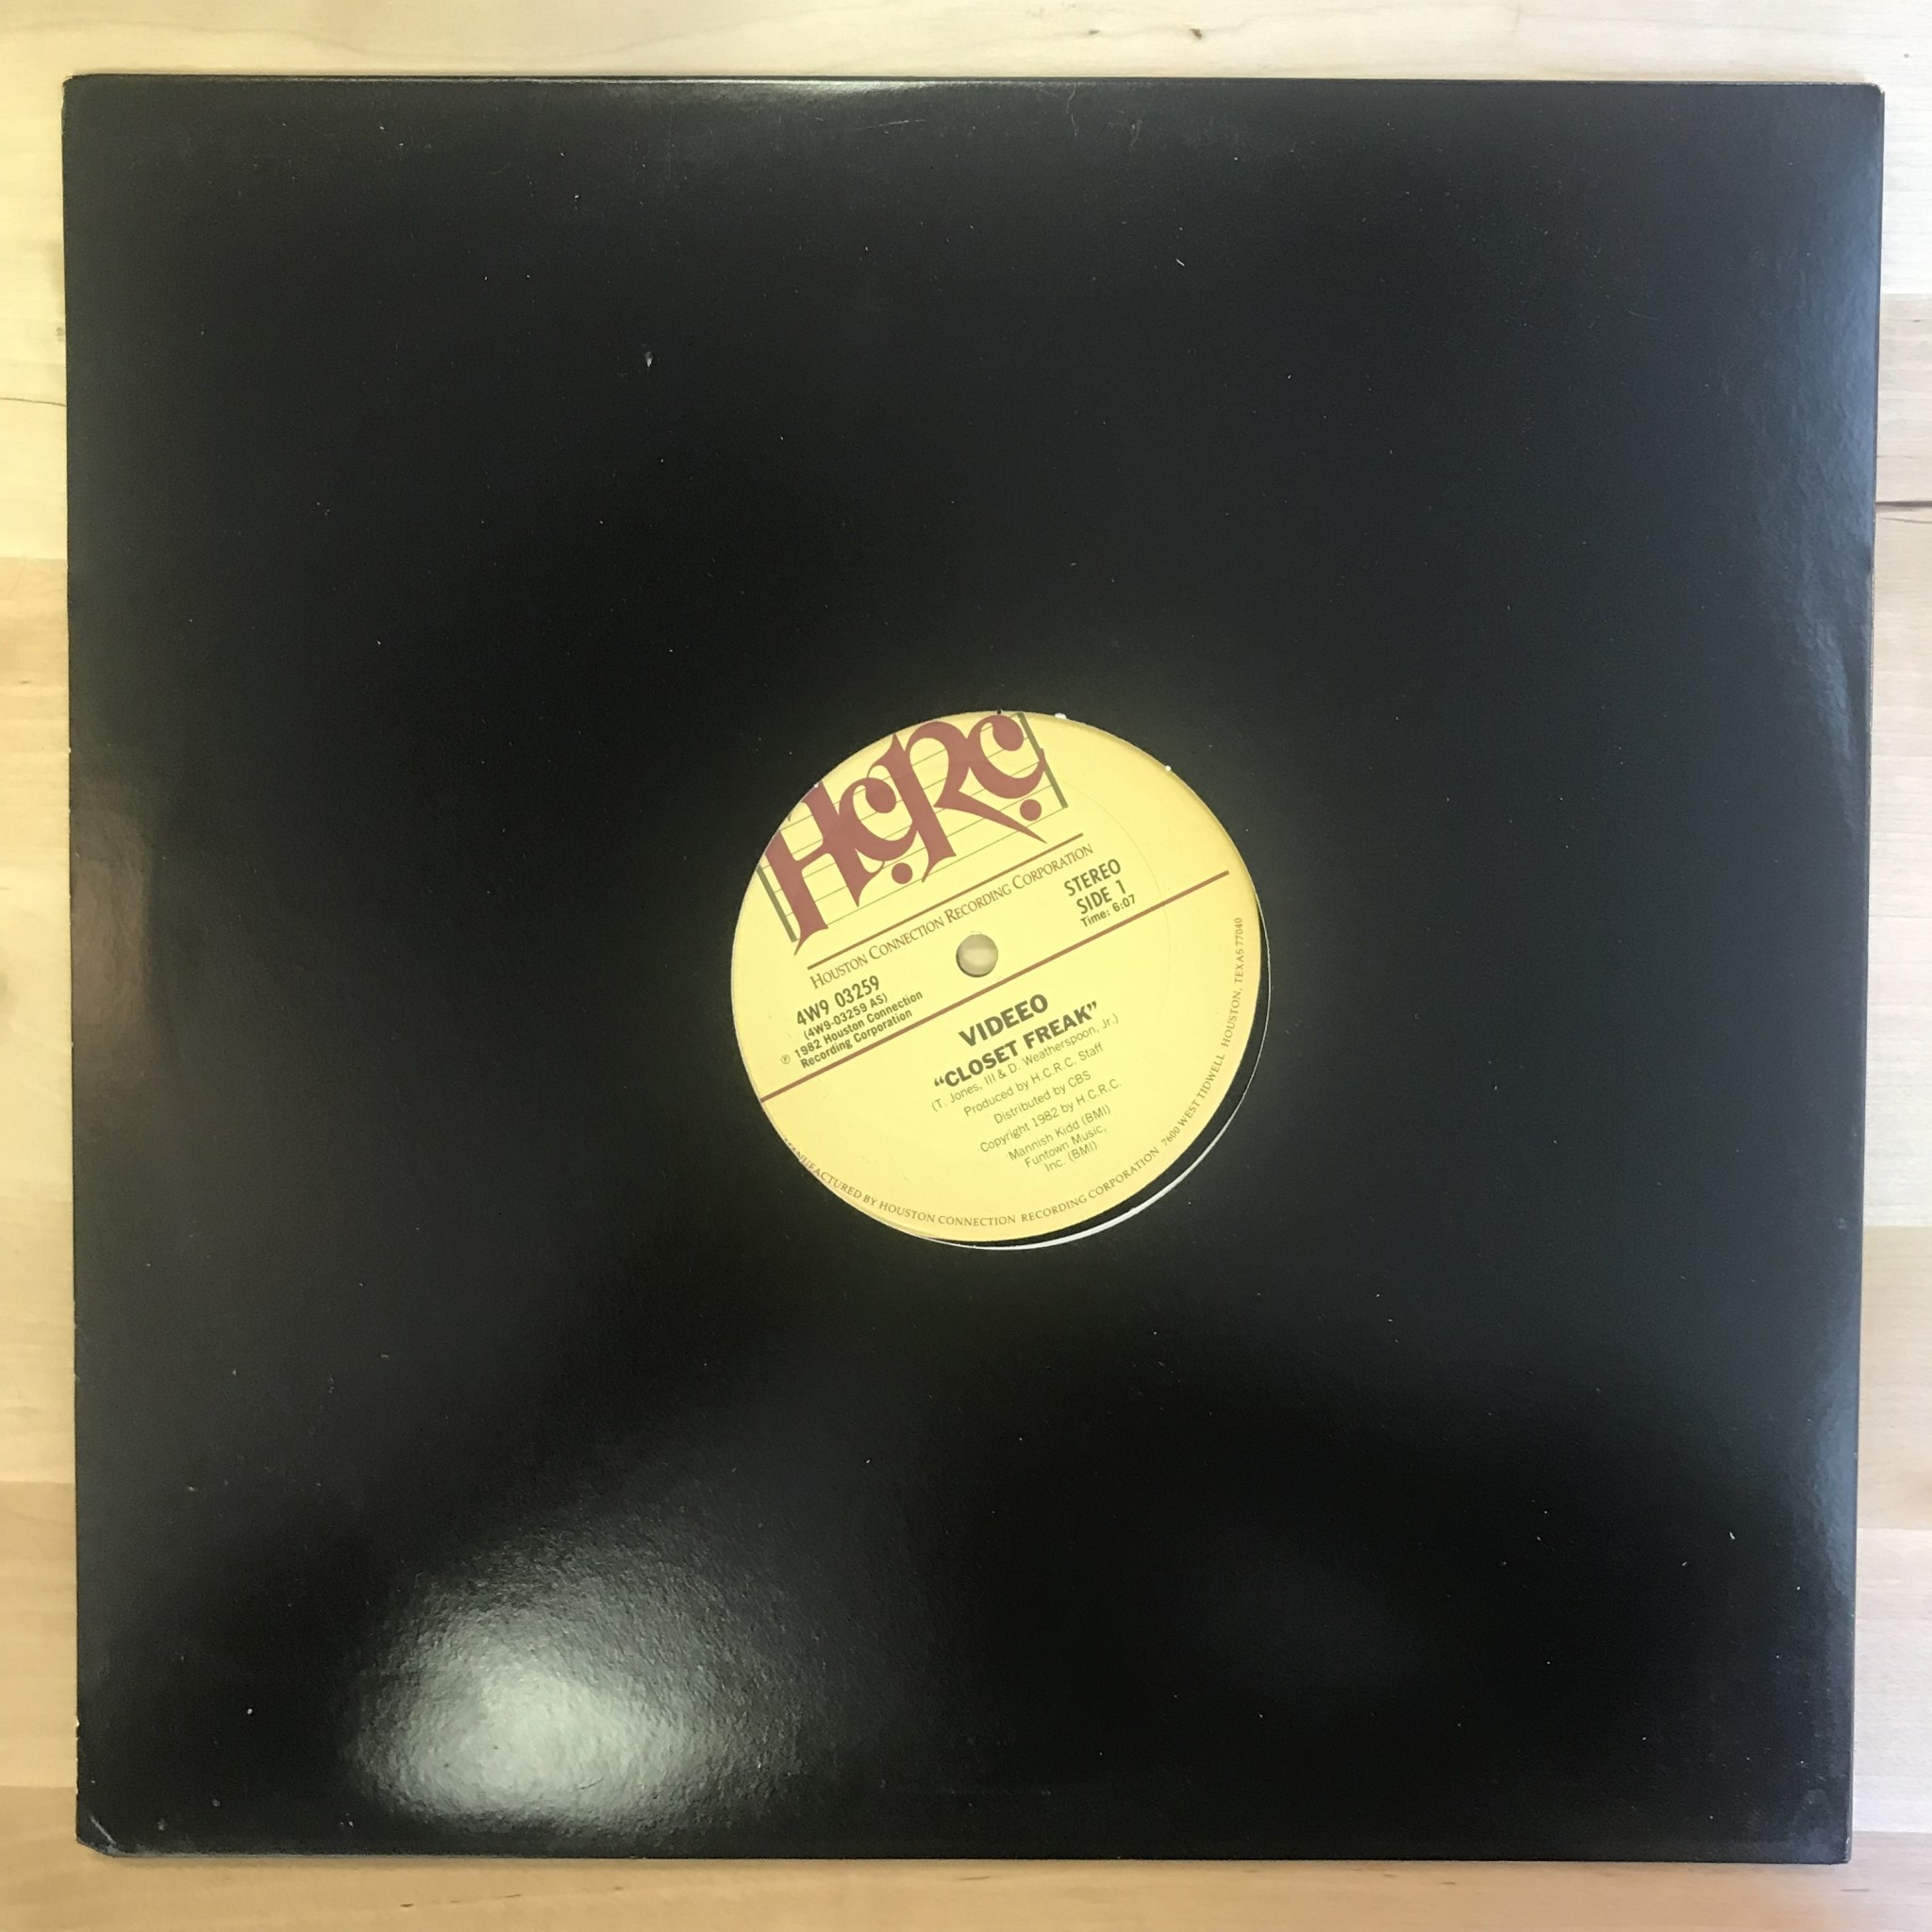 H.C.R.C.
HOUSTON CONNECTION RECORDING CORPORATION
STEREO
SIDE 1
Time: 6:07
4W9 03259
(4W9-03259 AS)
℗ 1982 Houston Connection
Recording Corporation
VIDEEO
“CLOSET FREAK”
(T. Jones, III & D. Weatherspoon, Jr.)
Produced by H.C.R.C. Staff
Distributed by CBS
Copyright 1982 by H.C.R.C.
Mannish Kidd (BMI)
Funtown Music,
Inc. (BMI)
MANUFACTURED BY HOUSTON CONNECTION RECORDING CORPORATION 7600 WEST TIDWELL HOUSTON, TEXAS 77040